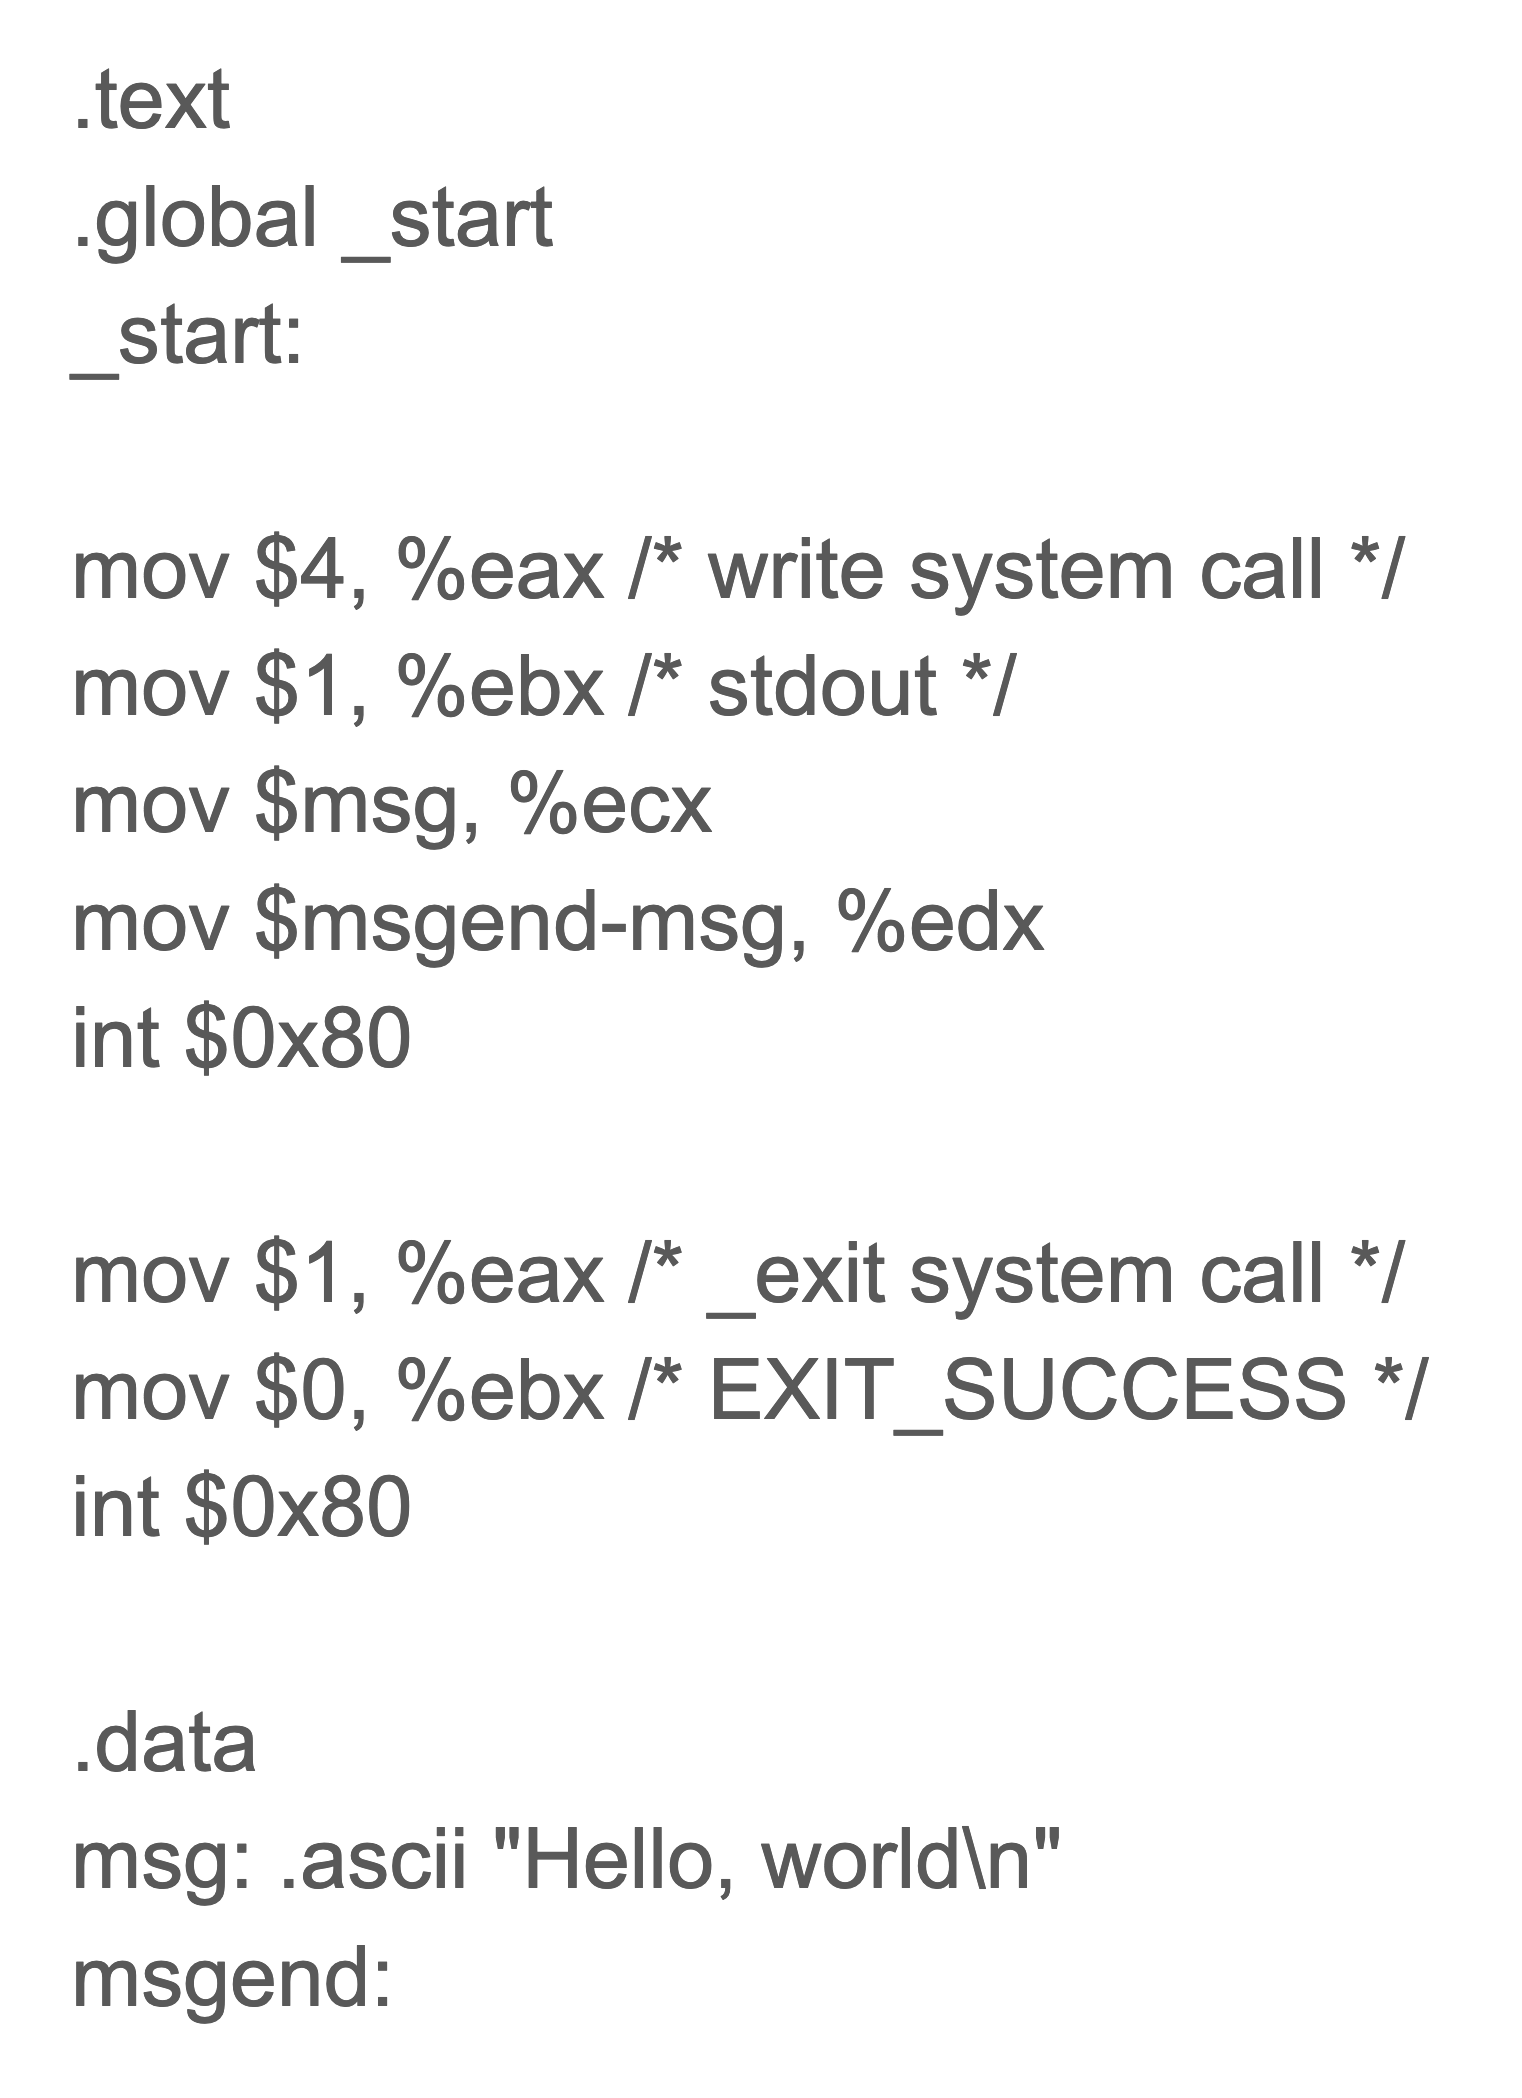 .text
.global _start
_start:
mov $4, %eax /* write system call */
mov $1, %ebx /* stdout */
mov $msg, %ecx
mov $msgend-msg, %edx
int $0x80
mov $1, %eax /* _exit system call */
mov $0, %ebx /* EXIT_SUCCESS */
int $0x80
.data
msg: .ascii "Hello, world\n"
msgend: